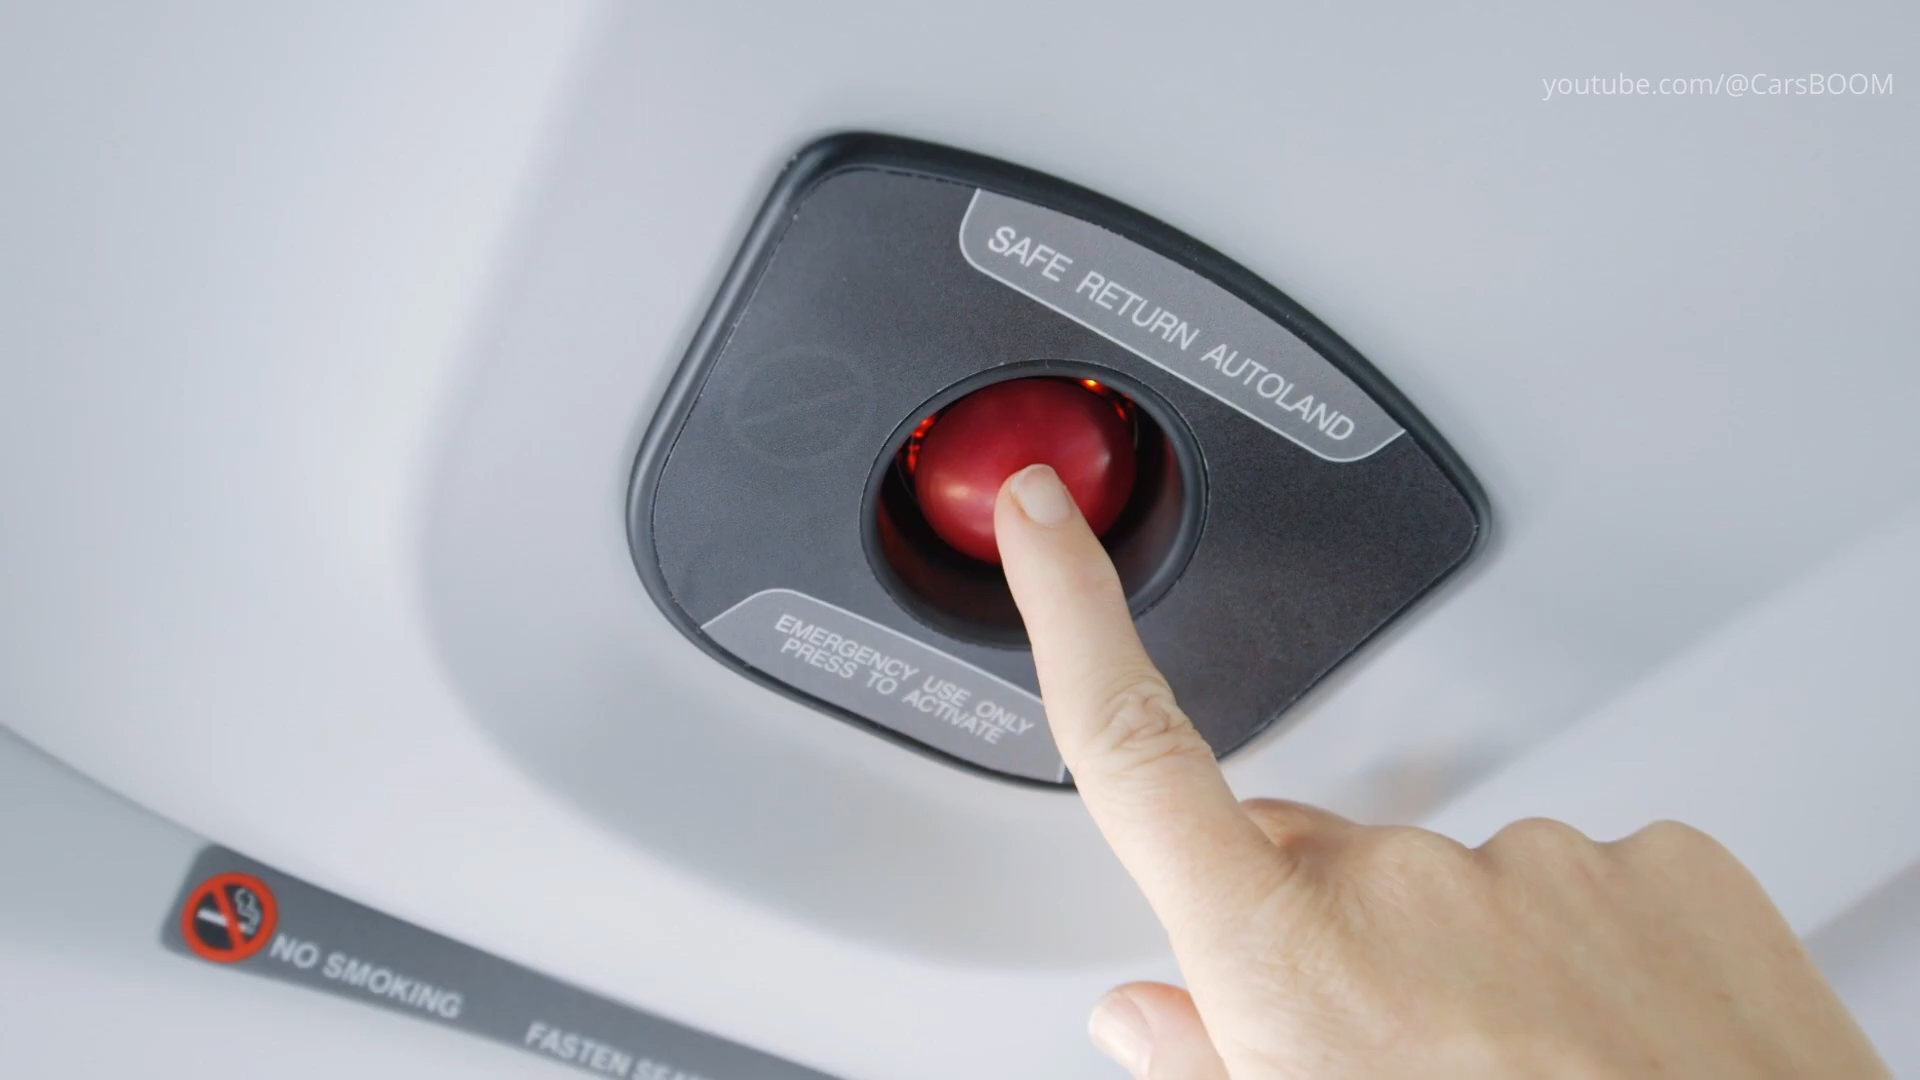 youtube.com/@CarsBOOM
SAFE RETURN AUTOLAND
EMERGENCY USE ONLY
PRESS TO ACTIVATE
NO SMOKING
FASTEN